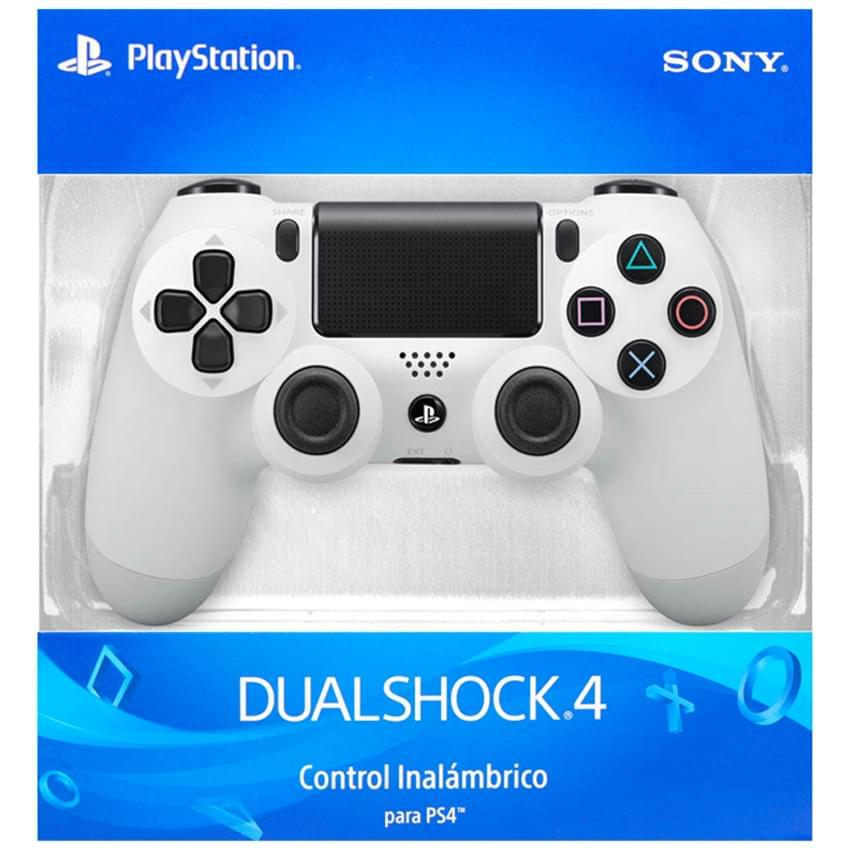 PlayStation®
SONY®
SHARE
OPTIONS
EXT
DUALSHOCK®4
Control Inalámbrico
para PS4™